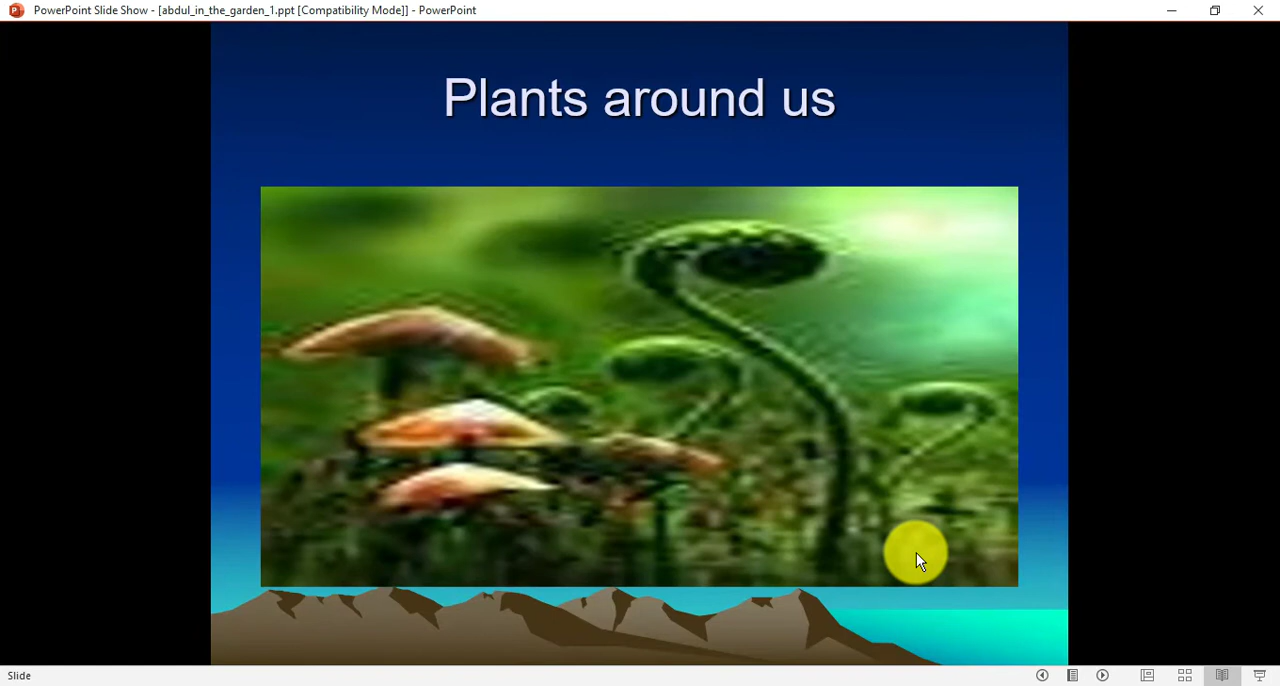 PowerPoint Slide Show - [abdul_in_the_garden_1.ppt [Compatibility Mode]] - PowerPoint
Plants around us
Slide